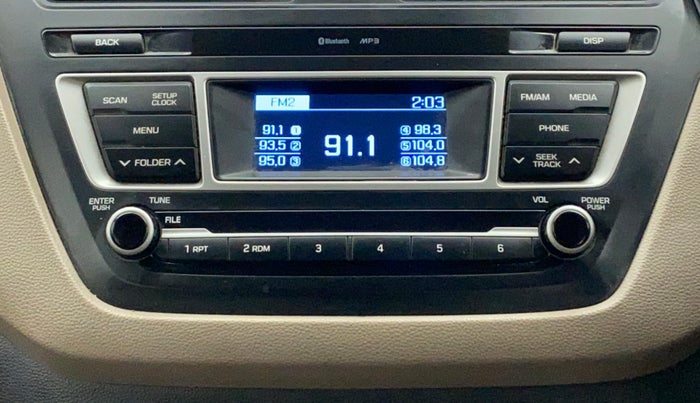 BACK
Bluetooth MP3
DISP
SCAN
SETUP CLOCK
MENU
FOLDER
FM2 2:03
91.1 1
93.5 2
95.0 3
91.1
4 98.3
5 104.0
6 104.8
FM/AM
MEDIA
PHONE
SEEK TRACK
ENTER PUSH
TUNE
FILE
VOL
POWER PUSH
1 RPT
2 RDM
3
4
5
6